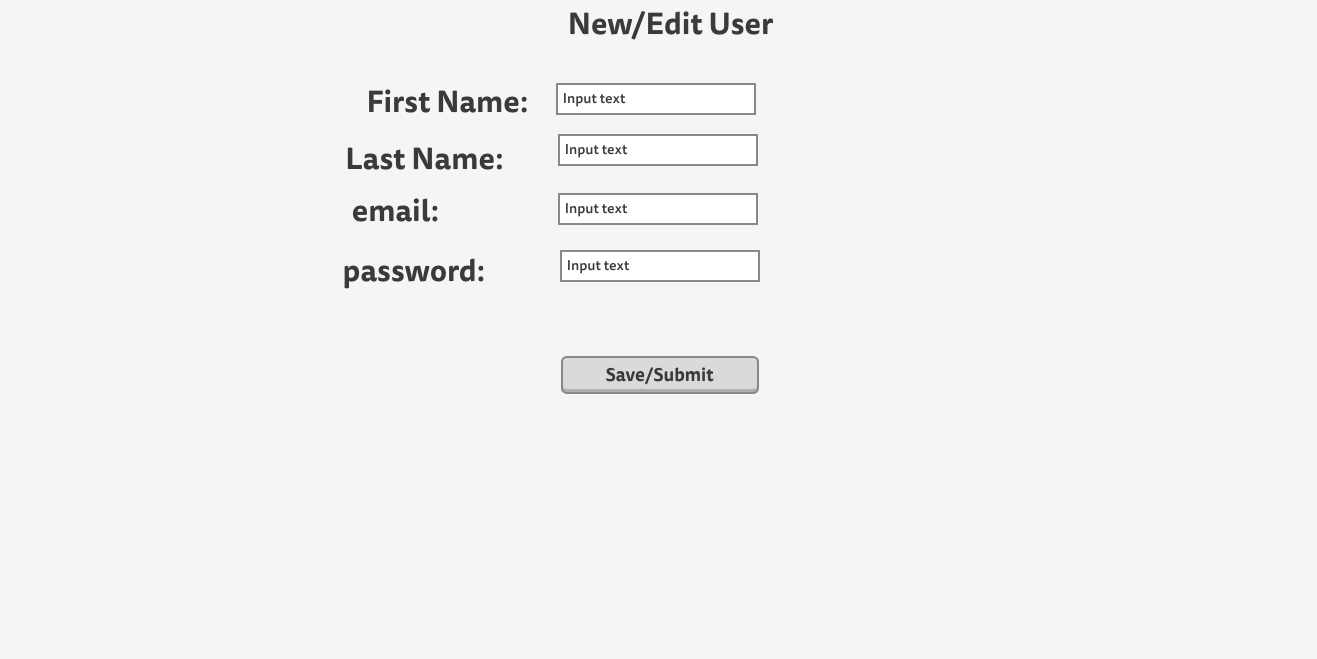 New/Edit User
First Name: Input text
Last Name: Input text
email: Input text
password: Input text
Save/Submit